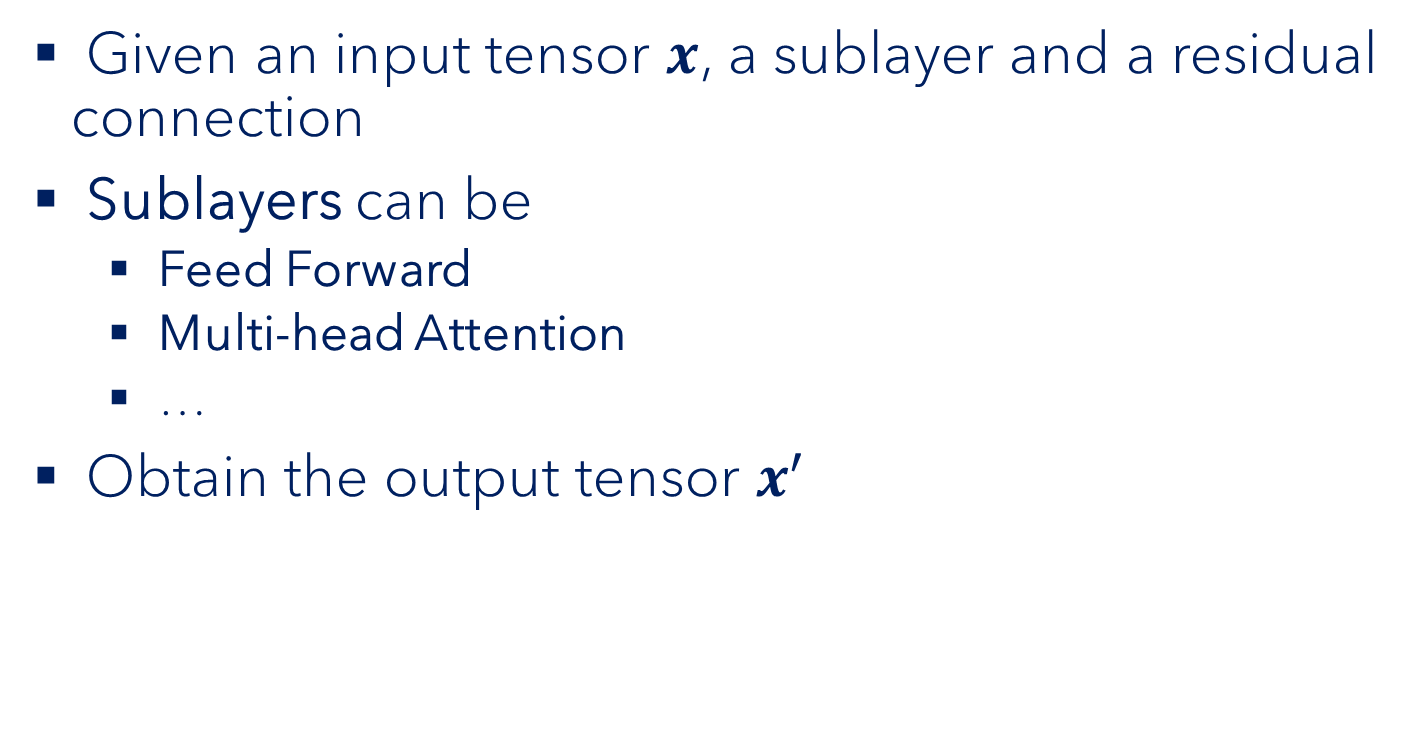 ▪ Given an input tensor x, a sublayer and a residual
connection
▪ Sublayers can be
▪ Feed Forward
▪ Multi-head Attention
▪ …
▪ Obtain the output tensor x′